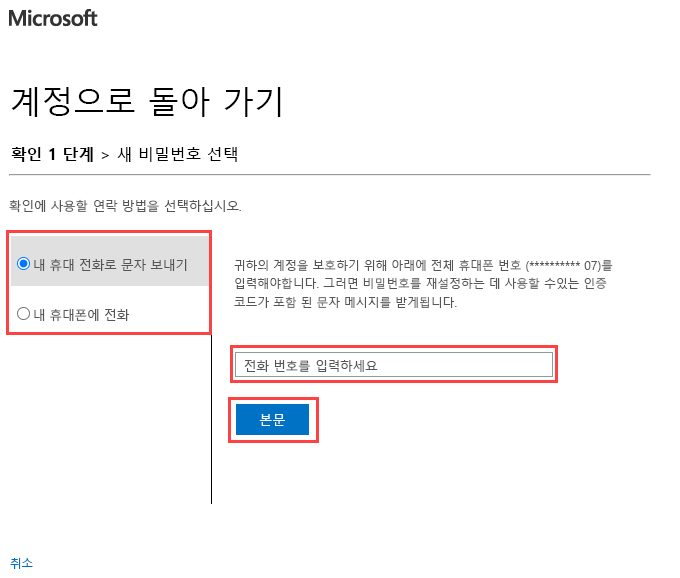 Microsoft
계정으로 돌아 가기
확인 1 단계 > 새 비밀번호 선택
확인에 사용할 연락 방법을 선택하십시오.
내 휴대 전화로 문자 보내기
내 휴대폰에 전화
귀하의 계정을 보호하기 위해 아래에 전체 휴대폰 번호 (********** 07)를
입력해야합니다. 그러면 비밀번호를 재설정하는 데 사용할 수있는 인증
코드가 포함 된 문자 메시지를 받게됩니다.
전화 번호를 입력하세요
본문
취소